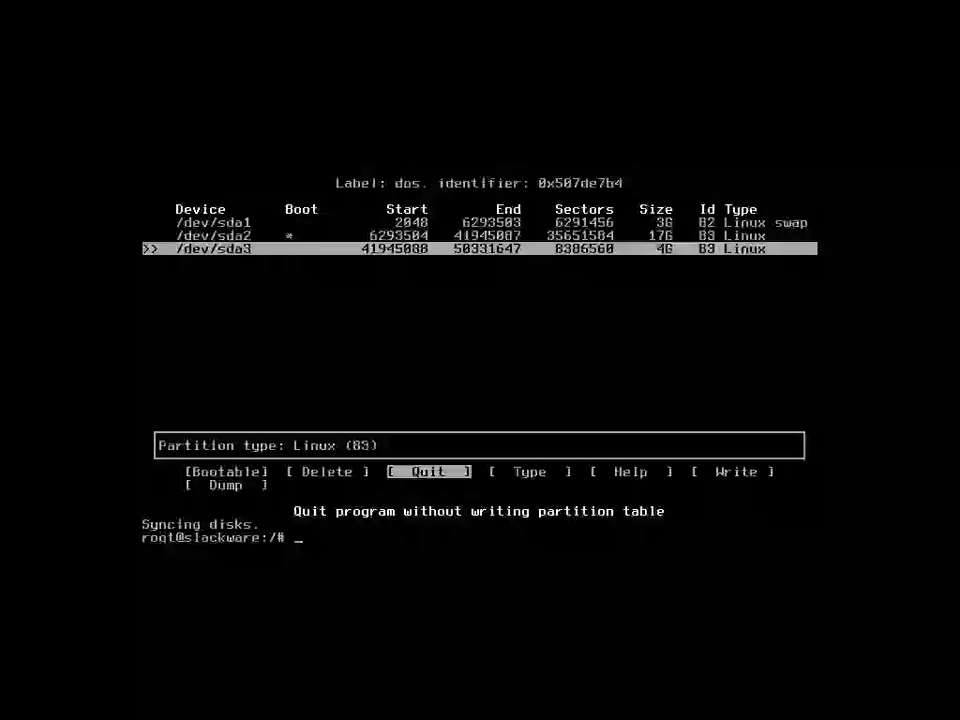 Label: dos, identifier: 0x507de7b4
Device Boot Start End Sectors Size Id Type
/dev/sda1 2048 6293503 6291456 3G 82 Linux swap
/dev/sda2 * 6293504 41945087 35651584 17G 83 Linux
>> /dev/sda3 41945088 50331647 8386560 4G 83 Linux
Partition type: Linux (83)
[Bootable] [ Delete ] [ Quit ] [ Type ] [ Help ] [ Write ]
[ Dump ]
Quit program without writing partition table
Syncing disks.
root@slackware:/# _